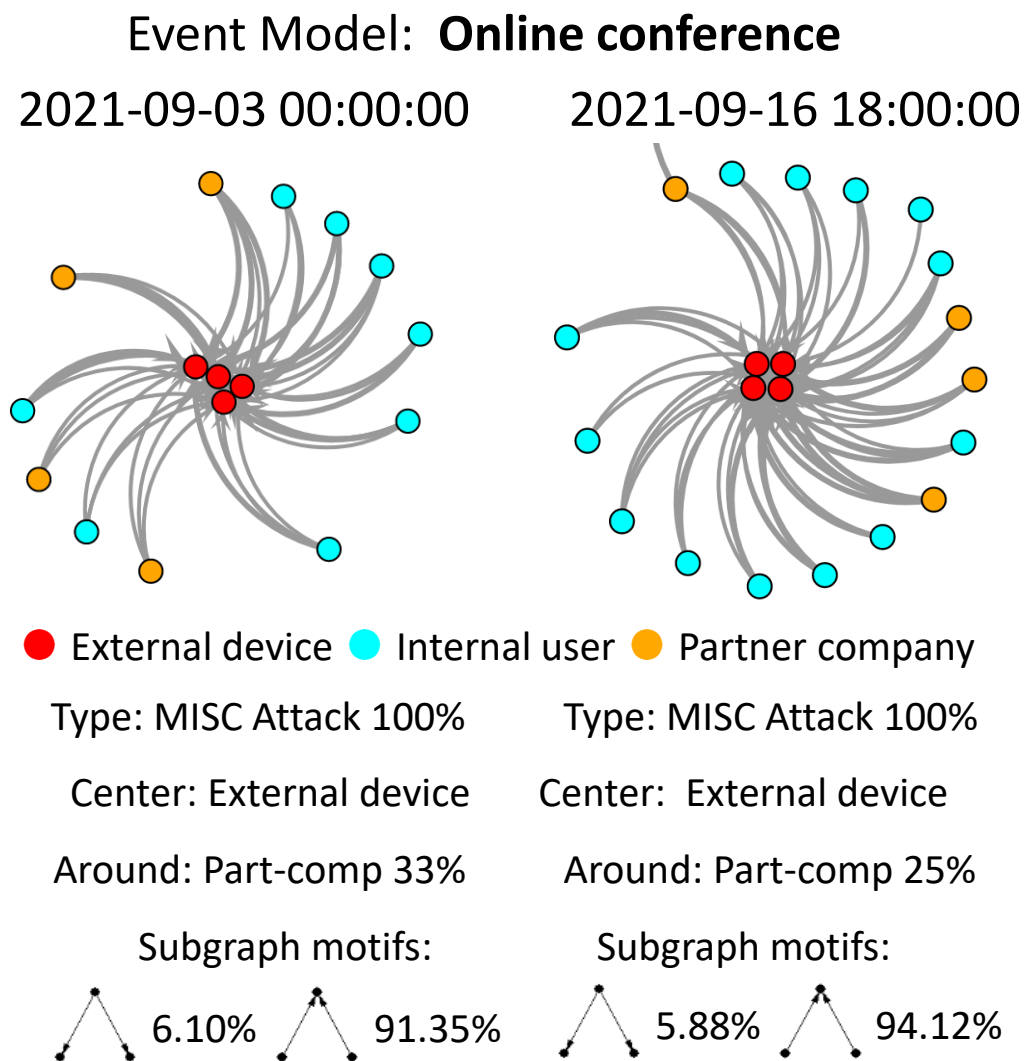 Event Model: Online conference
2021-09-03 00:00:00 2021-09-16 18:00:00
External device Internal user Partner company
Type: MISC Attack 100% Type: MISC Attack 100%
Center: External device Center: External device
Around: Part-comp 33% Around: Part-comp 25%
Subgraph motifs: Subgraph motifs:
6.10% 91.35% 5.88% 94.12%